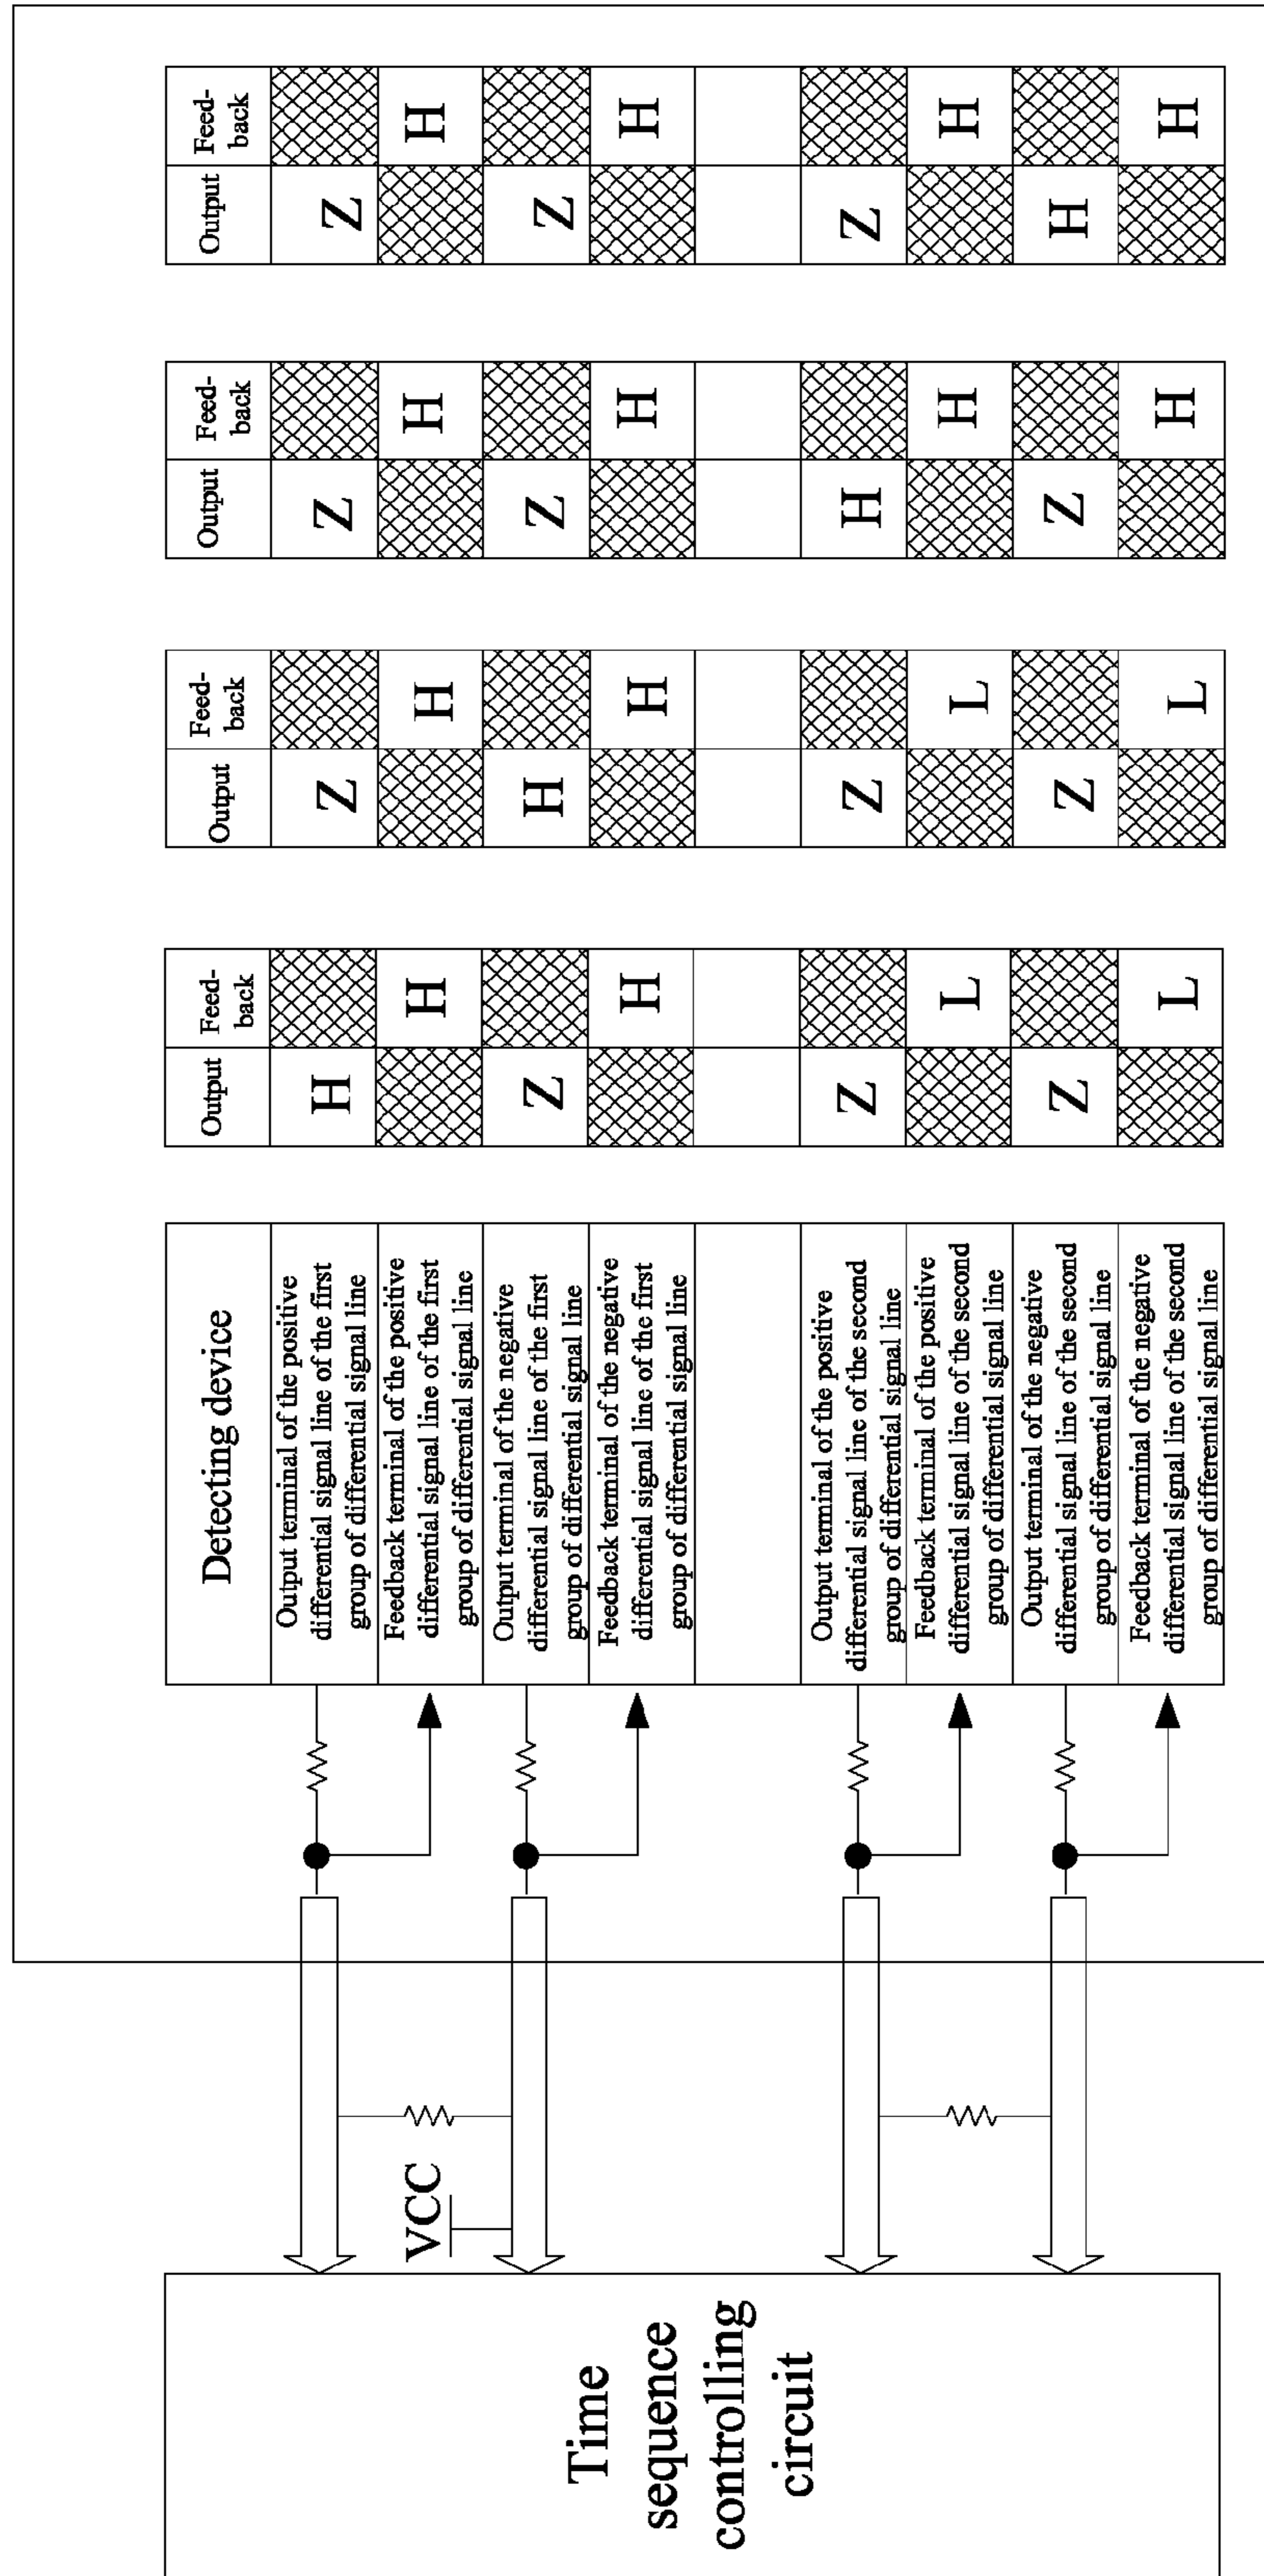 Time
sequence
controlling
circuit
VCC
Detecting device
Output terminal of the positive
differential signal line of the first
group of differential signal line
Feedback terminal of the positive
differential signal line of the first
group of differential signal line
Output terminal of the negative
differential signal line of the first
group of differential signal line
Feedback terminal of the negative
differential signal line of the first
group of differential signal line
Output terminal of the positive
differential signal line of the second
group of differential signal line
Feedback terminal of the positive
differential signal line of the second
group of differential signal line
Output terminal of the negative
differential signal line of the second
group of differential signal line
Feedback terminal of the negative
differential signal line of the second
group of differential signal line
Output
Feed-
back
H
H
Z
H
Z
L
Z
L
Output
Feed-
back
Z
H
H
H
Z
L
Z
L
Output
Feed-
back
Z
H
Z
H
H
H
Z
H
Output
Feed-
back
Z
H
Z
H
Z
H
H
H